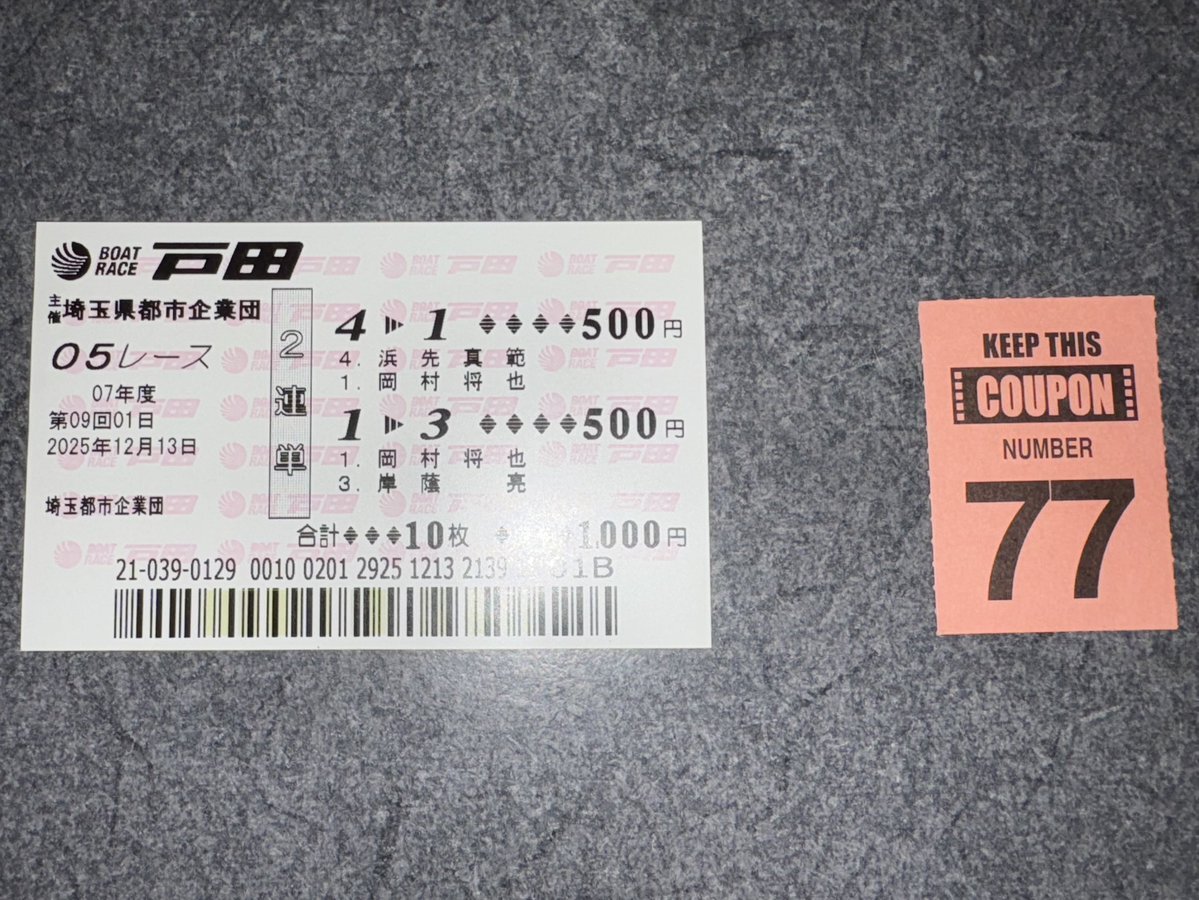 BOAT RACE 戸田
主催 埼玉県都市企業団
05レース
07年度
第09回01日
2025年12月13日
埼玉都市企業団
2連単
4 ▶ 1 ◆◆◆◆500円
4. 浜先真範
1. 岡村将也
1 ▶ 3 ◆◆◆◆500円
1. 岡村将也
3. 岸蔭 亮
合計◆◆◆10枚 ◆ 1,000円
21-039-0129 0010 0201 2925 1213 2139 01B
KEEP THIS
COUPON
NUMBER
77